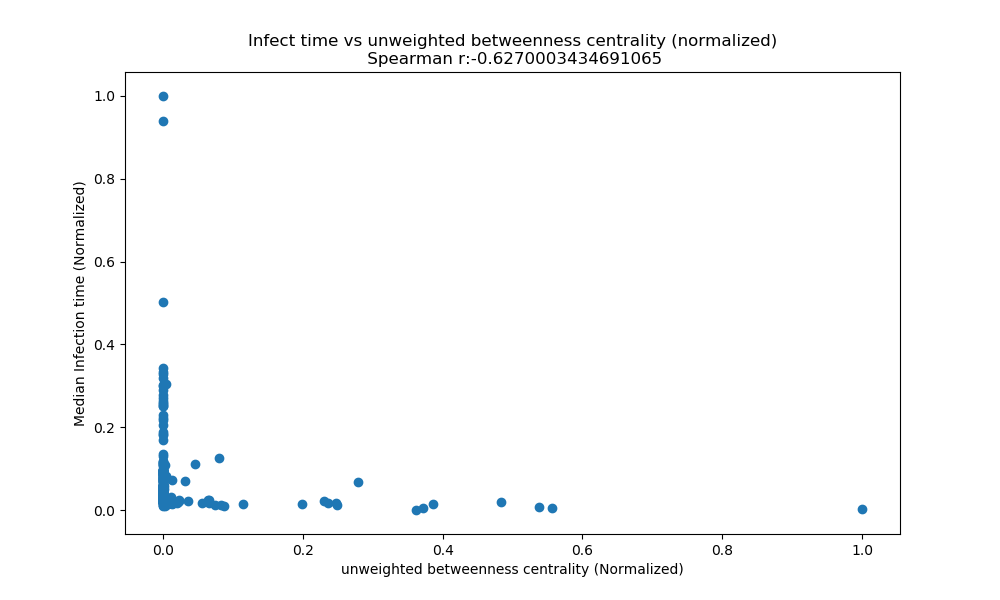 Infect time vs unweighted betweenness centrality (normalized)
Spearman r:-0.6270003434691065
Median Infection time (Normalized)
1.0
0.8
0.6
0.4
0.2
0.0
0.0 0.2 0.4 0.6 0.8 1.0
unweighted betweenness centrality (Normalized)